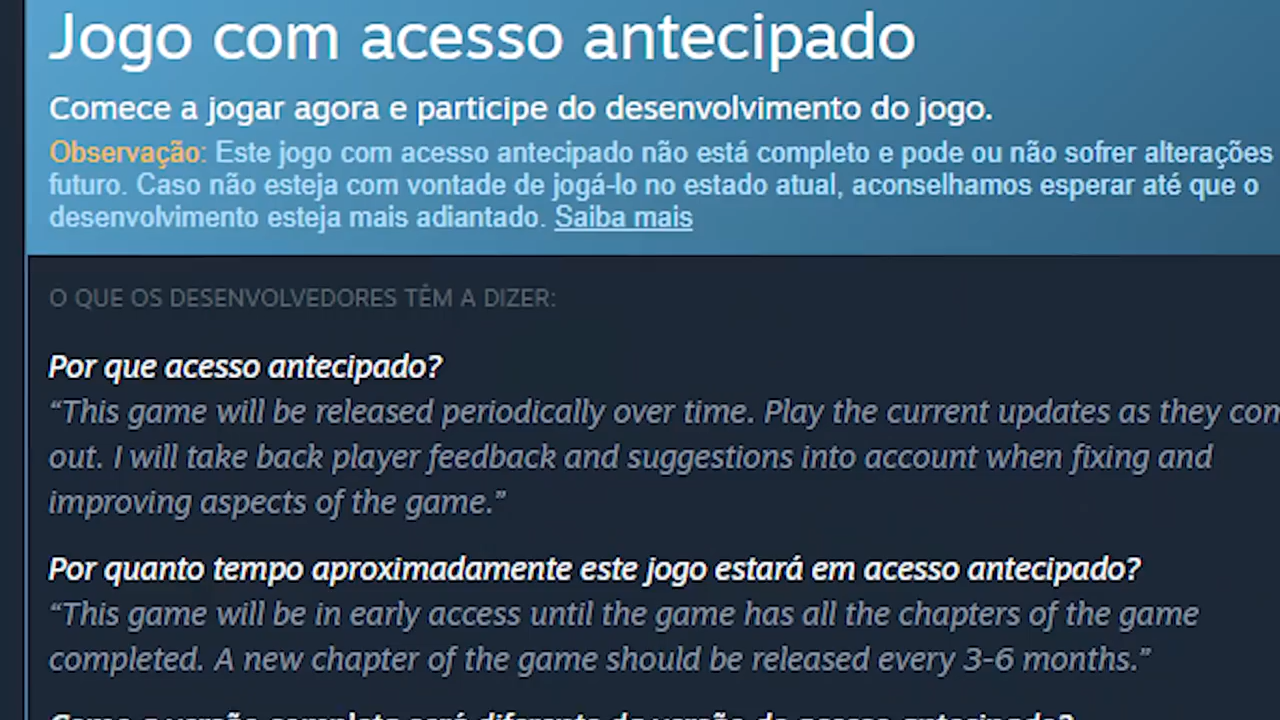 Jogo com acesso antecipado
Comece a jogar agora e participe do desenvolvimento do jogo.
Observação: Este jogo com acesso antecipado não está completo e pode ou não sofrer alterações
futuro. Caso não esteja com vontade de jogá-lo no estado atual, aconselhamos esperar até que o
desenvolvimento esteja mais adiantado. Saiba mais
O QUE OS DESENVOLVEDORES TÊM A DIZER:
Por que acesso antecipado?
“This game will be released periodically over time. Play the current updates as they
out. I will take back player feedback and suggestions into account when fixing and
improving aspects of the game.”
Por quanto tempo aproximadamente este jogo estará em acesso antecipado?
“This game will be in early access until the game has all the chapters of the game
completed. A new chapter of the game should be released every 3-6 months.”